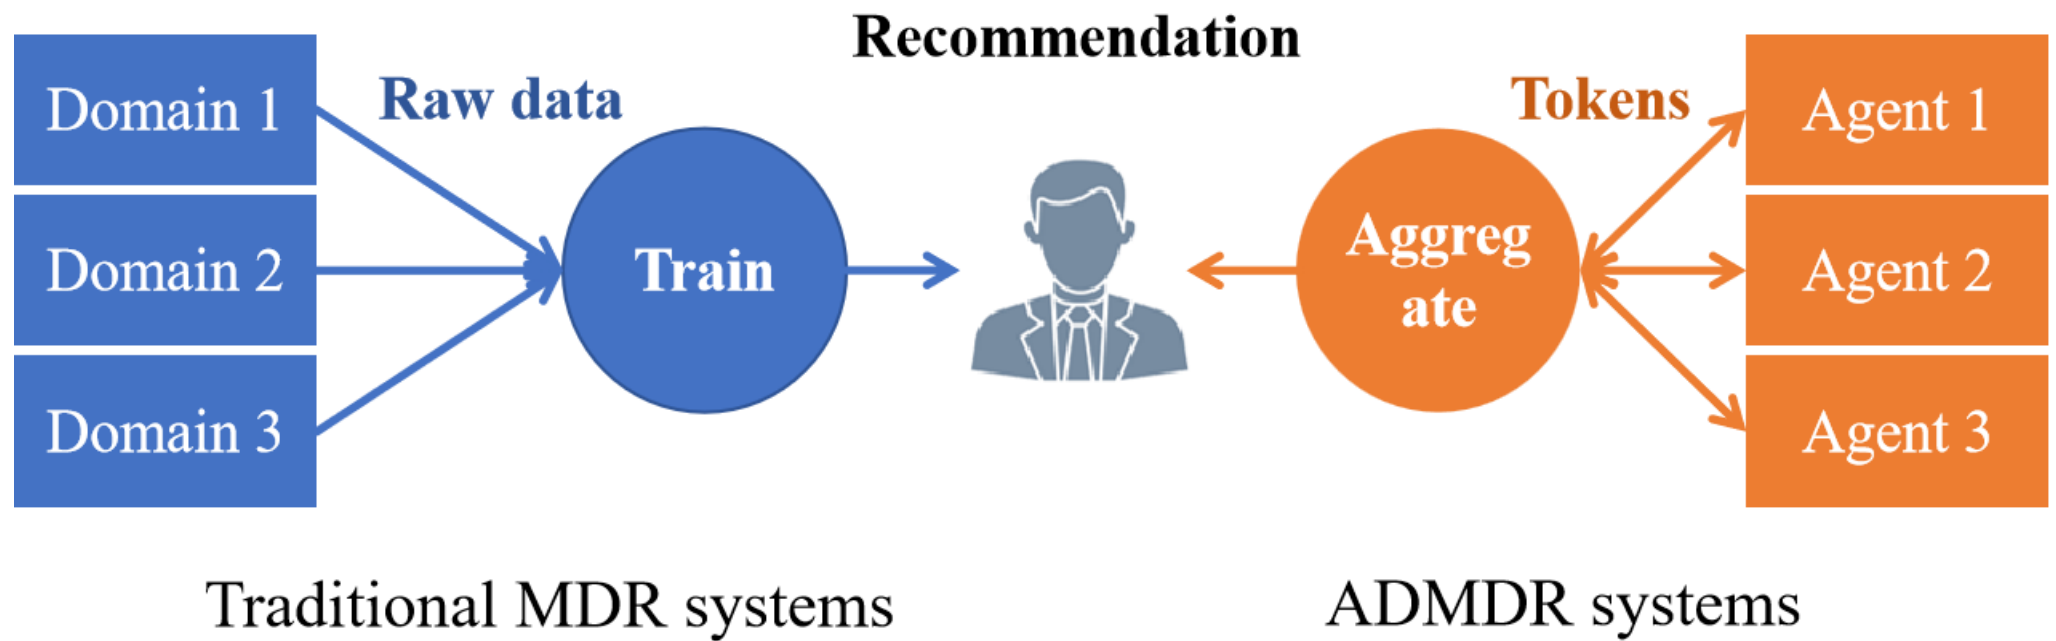 Recommendation
Domain 1
Raw data
Domain 2
Domain 3
Train
Tokens
Aggreg
ate
Agent 1
Agent 2
Agent 3
Traditional MDR systems
ADMDR systems